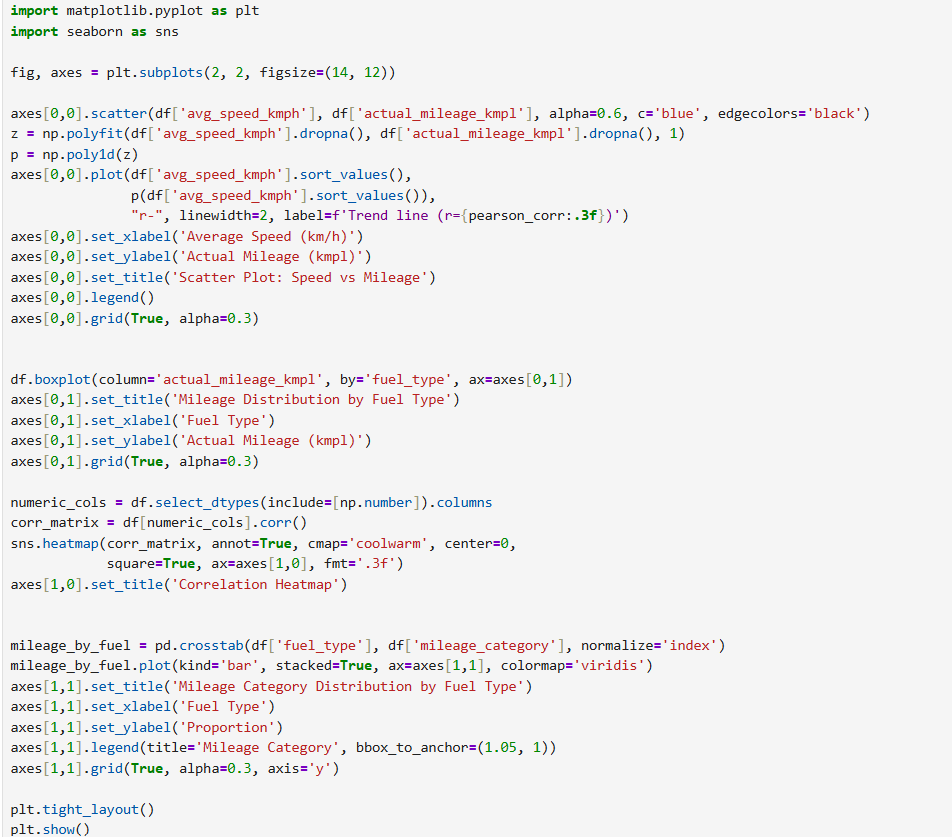 import matplotlib.pyplot as plt
import seaborn as sns
fig, axes = plt.subplots(2, 2, figsize=(14, 12))
axes[0,0].scatter(df['avg_speed_kmph'], df['actual_mileage_kmpl'], alpha=0.6, c='blue', edgecolors='black')
z = np.polyfit(df['avg_speed_kmph'].dropna(), df['actual_mileage_kmpl'].dropna(), 1)
p = np.poly1d(z)
axes[0,0].plot(df['avg_speed_kmph'].sort_values(),
               p(df['avg_speed_kmph'].sort_values()),
               "r-", linewidth=2, label=f'Trend line (r={pearson_corr:.3f})')
axes[0,0].set_xlabel('Average Speed (km/h)')
axes[0,0].set_ylabel('Actual Mileage (kmpl)')
axes[0,0].set_title('Scatter Plot: Speed vs Mileage')
axes[0,0].legend()
axes[0,0].grid(True, alpha=0.3)
df.boxplot(column='actual_mileage_kmpl', by='fuel_type', ax=axes[0,1])
axes[0,1].set_title('Mileage Distribution by Fuel Type')
axes[0,1].set_xlabel('Fuel Type')
axes[0,1].set_ylabel('Actual Mileage (kmpl)')
axes[0,1].grid(True, alpha=0.3)
numeric_cols = df.select_dtypes(include=[np.number]).columns
corr_matrix = df[numeric_cols].corr()
sns.heatmap(corr_matrix, annot=True, cmap='coolwarm', center=0,
            square=True, ax=axes[1,0], fmt='.3f')
axes[1,0].set_title('Correlation Heatmap')
mileage_by_fuel = pd.crosstab(df['fuel_type'], df['mileage_category'], normalize='index')
mileage_by_fuel.plot(kind='bar', stacked=True, ax=axes[1,1], colormap='viridis')
axes[1,1].set_title('Mileage Category Distribution by Fuel Type')
axes[1,1].set_xlabel('Fuel Type')
axes[1,1].set_ylabel('Proportion')
axes[1,1].legend(title='Mileage Category', bbox_to_anchor=(1.05, 1))
axes[1,1].grid(True, alpha=0.3, axis='y')
plt.tight_layout()
plt.show()